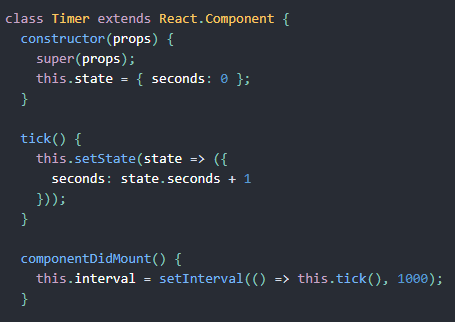 class Timer extends React.Component {
  constructor(props) {
    super(props);
    this.state = { seconds: 0 };
  }

  tick() {
    this.setState(state => ({
      seconds: state.seconds + 1
    }));
  }

  componentDidMount() {
    this.interval = setInterval(() => this.tick(), 1000);
  }